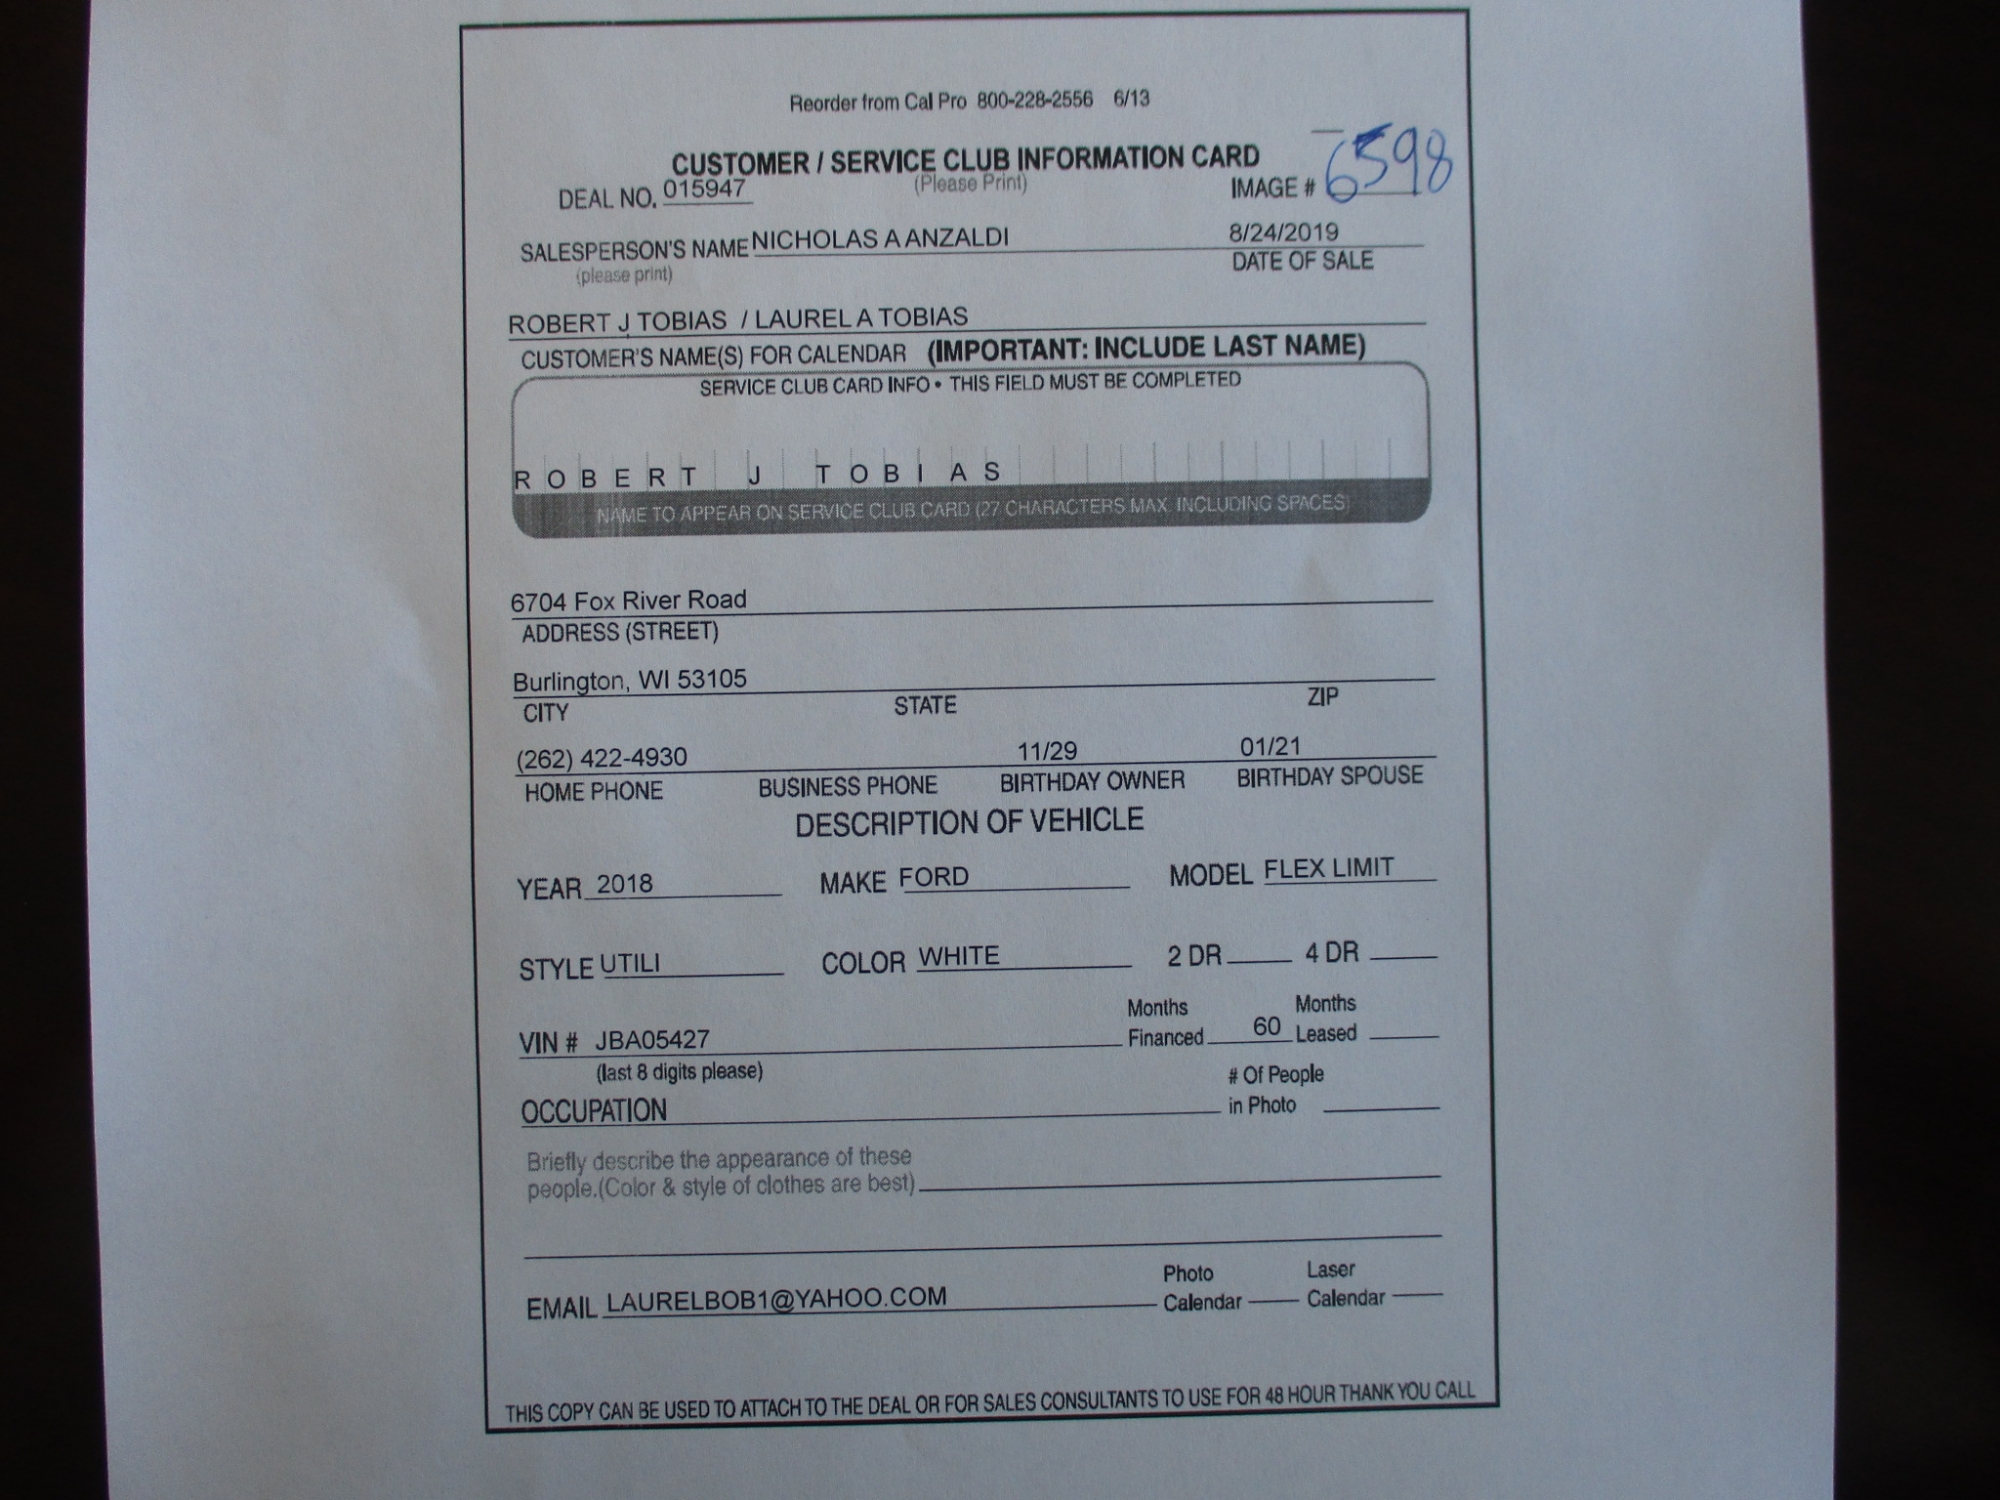 Reorder from Cal Pro 800-228-2556 6/13
CUSTOMER / SERVICE CLUB INFORMATION CARD
(Please Print)
DEAL NO. 015947 IMAGE # 6598
SALESPERSON'S NAME NICHOLAS A ANZALDI 8/24/2019
(please print) DATE OF SALE
ROBERT J TOBIAS / LAUREL A TOBIAS
CUSTOMER'S NAME(S) FOR CALENDAR (IMPORTANT: INCLUDE LAST NAME)
SERVICE CLUB CARD INFO • THIS FIELD MUST BE COMPLETED
ROBERT J TOBIAS
NAME TO APPEAR ON SERVICE CLUB CARD (27 CHARACTERS MAX. INCLUDING SPACES)
6704 Fox River Road
ADDRESS (STREET)
Burlington, WI 53105
CITY STATE ZIP
(262) 422-4930 11/29 01/21
HOME PHONE BUSINESS PHONE BIRTHDAY OWNER BIRTHDAY SPOUSE
DESCRIPTION OF VEHICLE
YEAR 2018 MAKE FORD MODEL FLEX LIMIT
STYLE UTILI COLOR WHITE 2 DR 4 DR
Months Months
VIN # JBA05427 Financed 60 Leased
(last 8 digits please) # Of People
OCCUPATION in Photo
Briefly describe the appearance of these
people.(Color & style of clothes are best)
Photo Laser
EMAIL LAURELBOB1@YAHOO.COM Calendar Calendar
THIS COPY CAN BE USED TO ATTACH TO THE DEAL OR FOR SALES CONSULTANTS TO USE FOR 48 HOUR THANK YOU CALL